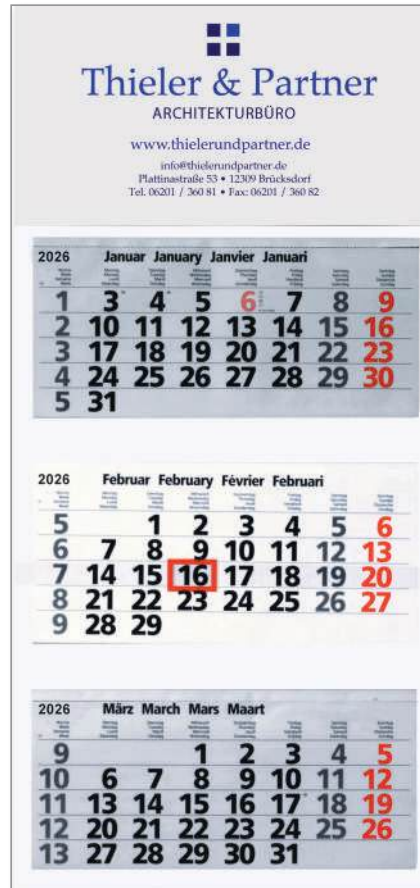 Thieler & Partner
ARCHITEKTURBÜRO
www.thielerundpartner.de
info@thielerundpartner.de
Plattinastraße 53 • 12309 Brücksdorf
Tel. 06201 / 360 81 • Fax: 06201 / 360 82
2026 Januar January Janvier Januari
1 3 4 5 6 7 8 9
2 10 11 12 13 14 15 16
3 17 18 19 20 21 22 23
4 24 25 26 27 28 29 30
5 31
2026 Februar February Février Februari
5 1 2 3 4 5 6
6 7 8 9 10 11 12 13
7 14 15 16 17 18 19 20
8 21 22 23 24 25 26 27
9 28 29
2026 März March Mars Maart
9 1 2 3 4 5
10 6 7 8 9 10 11 12
11 13 14 15 16 17 18 19
12 20 21 22 23 24 25 26
13 27 28 29 30 31